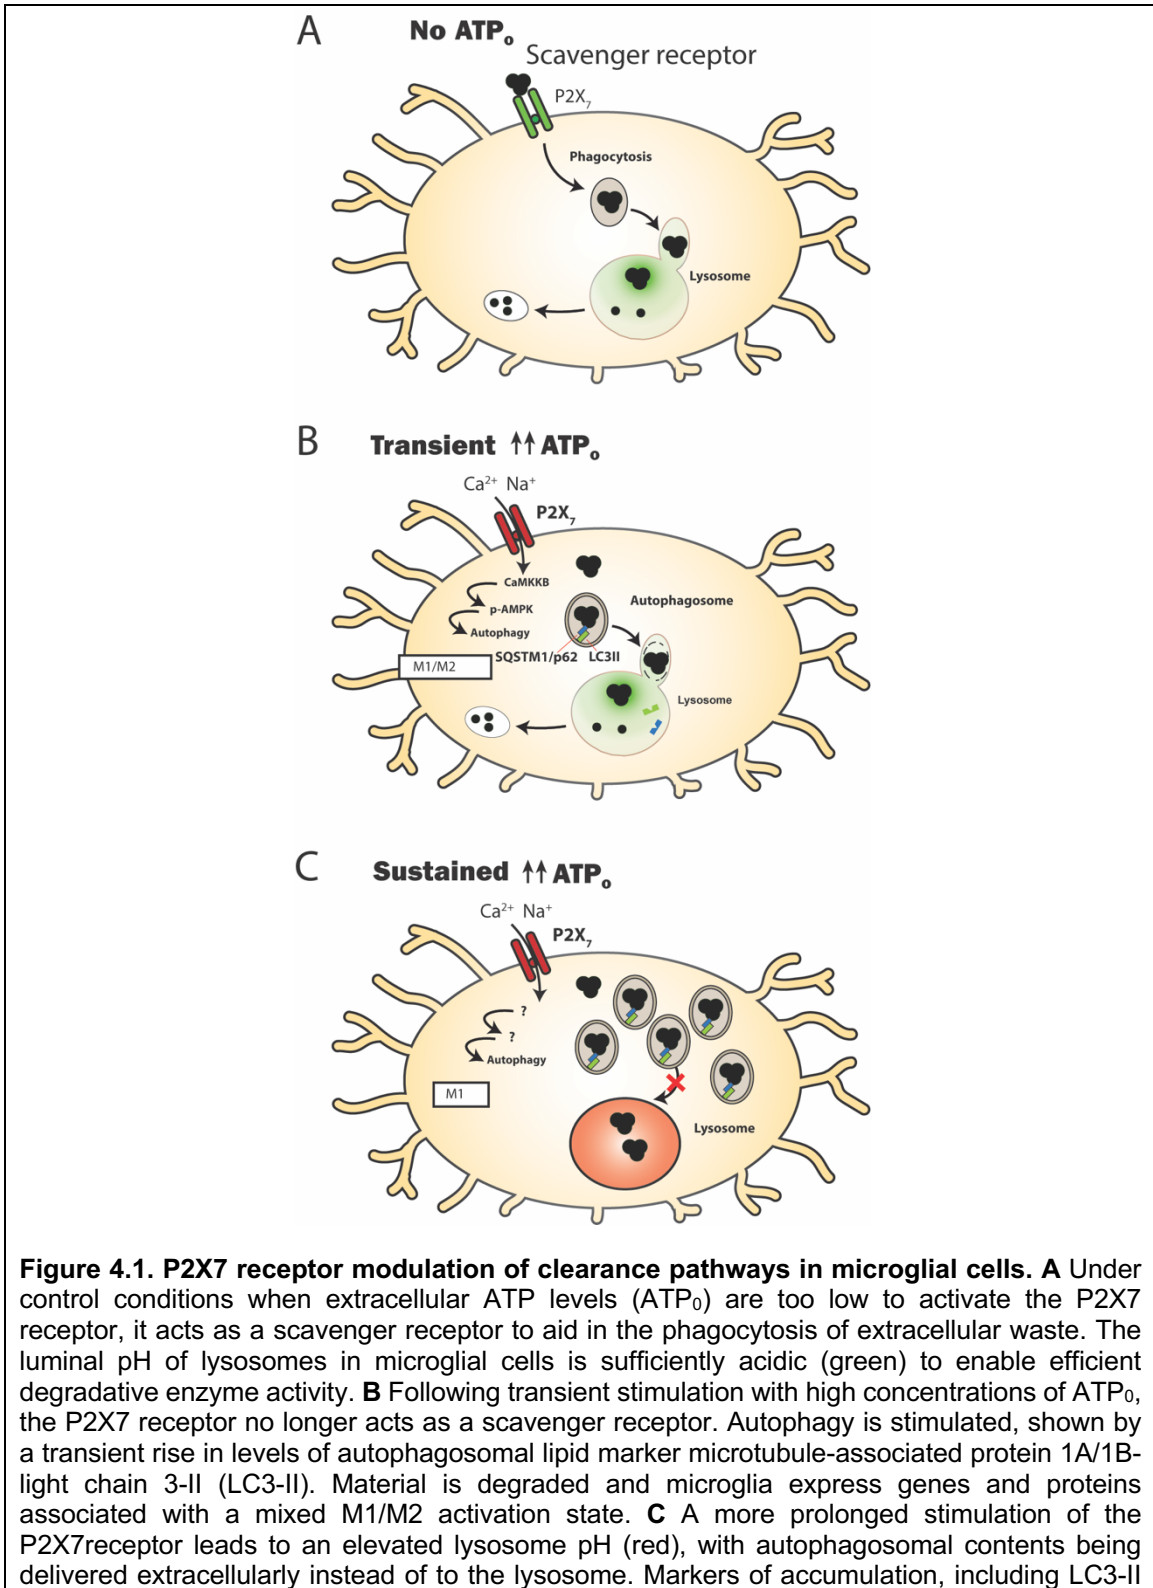 A
No ATPₒ
Scavenger receptor
P2X₇
Phagocytosis
Lysosome
B
Transient ↑↑ ATPₒ
Ca²⁺ Na⁺
P2X₇
CaMKKB
p-AMPK
Autophagy
Autophagosome
SQSTM1/p62 LC3II
M1/M2
Lysosome
C
Sustained ↑↑ ATPₒ
Ca²⁺ Na⁺
P2X₇
?
?
Autophagy
M1
Lysosome
Figure 4.1. P2X7 receptor modulation of clearance pathways in microglial cells. A Under
control conditions when extracellular ATP levels (ATP₀) are too low to activate the P2X7
receptor, it acts as a scavenger receptor to aid in the phagocytosis of extracellular waste. The
luminal pH of lysosomes in microglial cells is sufficiently acidic (green) to enable efficient
degradative enzyme activity. B Following transient stimulation with high concentrations of ATP₀,
the P2X7 receptor no longer acts as a scavenger receptor. Autophagy is stimulated, shown by
a transient rise in levels of autophagosomal lipid marker microtubule-associated protein 1A/1B-
light chain 3-II (LC3-II). Material is degraded and microglia express genes and proteins
associated with a mixed M1/M2 activation state. C A more prolonged stimulation of the
P2X7receptor leads to an elevated lysosome pH (red), with autophagosomal contents being
delivered extracellularly instead of to the lysosome. Markers of accumulation, including LC3-II